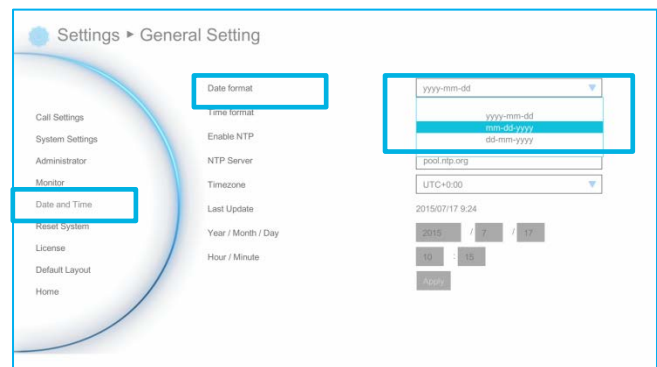 Settings ▸ General Setting
Call Settings
System Settings
Administrator
Monitor
Date and Time
Reset System
License
Default Layout
Home
Date format
yyyy-mm-dd
yyyy-mm-dd
mm-dd-yyyy
dd-mm-yyyy
Time format
Enable NTP
NTP Server
pool.ntp.org
Timezone
UTC+0:00
Last Update
2015/07/17 9:24
Year / Month / Day
2015 / 7 / 17
Hour / Minute
10 : 15
Apply